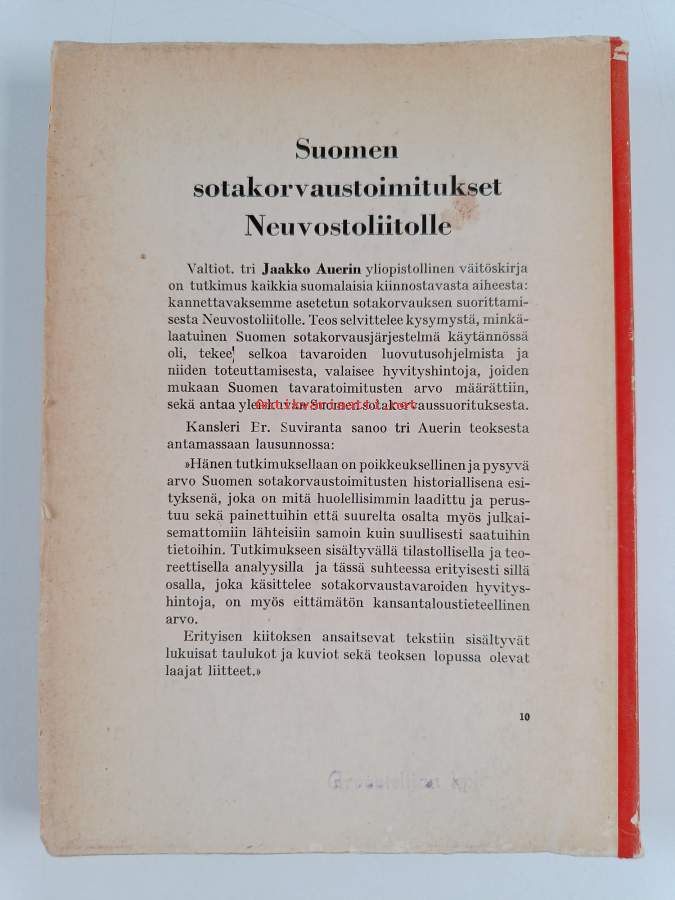 Suomen
sotakorvaustoimitukset
Neuvostoliitolle
Valtiot. tri Jaakko Auerin yliopistollinen väitöskirja
on tutkimus kaikkia suomalaisia kiinnostavasta aiheesta:
kannettavaksemme asetetun sotakorvauksen suorittami-
sesta Neuvostoliitolle. Teos selvittelee kysymystä, minkä-
laatuinen Suomen sotakorvausjärjestelmä käytännössä
oli, tekee selkoa tavaroiden luovutusohjelmista ja
niiden toteuttamisesta, valaisee hyvityshintoja, joiden
mukaan Suomen tavaratoimitusten arvo määrättiin,
sekä antaa yleiskuvan Suomen sotakorvaussuorituksesta.
Antikvariaatti.net
Kansleri Er. Suviranta sanoo tri Auerin teoksesta
antamassaan lausunnossa:
»Hänen tutkimuksellaan on poikkeuksellinen ja pysyvä
arvo Suomen sotakorvaustoimitusten historiallisena esi-
tyksenä, joka on mitä huolellisimmin laadittu ja perus-
tuu sekä painettuihin että suurelta osalta myös julkai-
semattomiin lähteisiin samoin kuin suullisesti saatuihin
tietoihin. Tutkimukseen sisältyvällä tilastollisella ja teo-
reettisella analyysilla ja tässä suhteessa erityisesti sillä
osalla, joka käsittelee sotakorvaustavaroiden hyvitys-
hintoja, on myös eittämätön kansantaloustieteellinen
arvo.
Erityisen kiitoksen ansaitsevat tekstiin sisältyvät
lukuisat taulukot ja kuviot sekä teoksen lopussa olevat
laajat liitteet.»
10